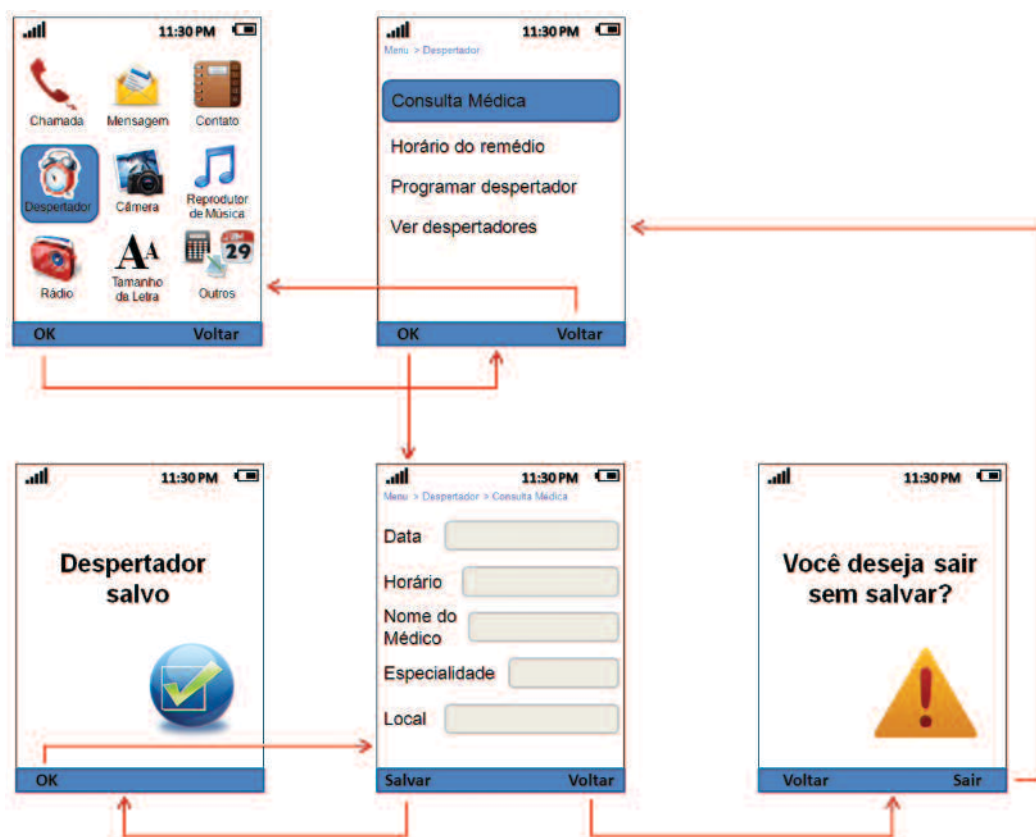 11:30 PM
Chamada
Mensagem
Contato
Despertador
Câmera
Reprodutor
de Música
Rádio
Tamanho
da Letra
29
Outros
OK Voltar
11:30 PM
Menu > Despertador
Consulta Médica
Horário do remédio
Programar despertador
Ver despertadores
OK Voltar
11:30 PM
Despertador
salvo
OK
11:30 PM
Menu > Despertador > Consulta Médica
Data
Horário
Nome do
Médico
Especialidade
Local
Salvar Voltar
11:30 PM
Você deseja sair
sem salvar?
Voltar Sair